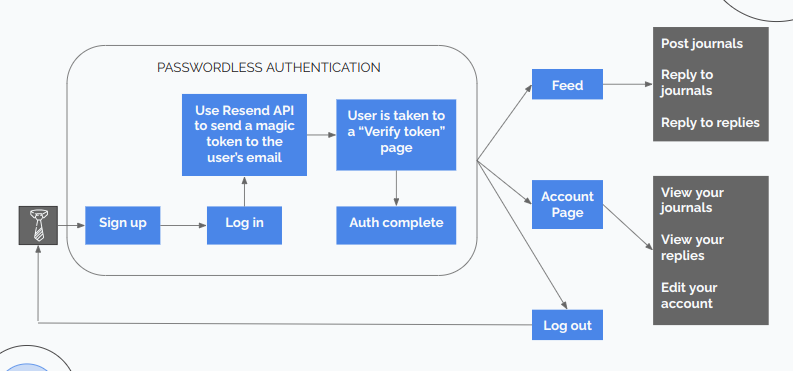 PASSWORDLESS AUTHENTICATION
Use Resend API
to send a magic
token to the
user's email
User is taken to
a “Verify token”
page
Sign up
Log in
Auth complete
Feed
Post journals
Reply to
journals
Reply to replies
Account
Page
View your
journals
View your
replies
Edit your
account
Log out